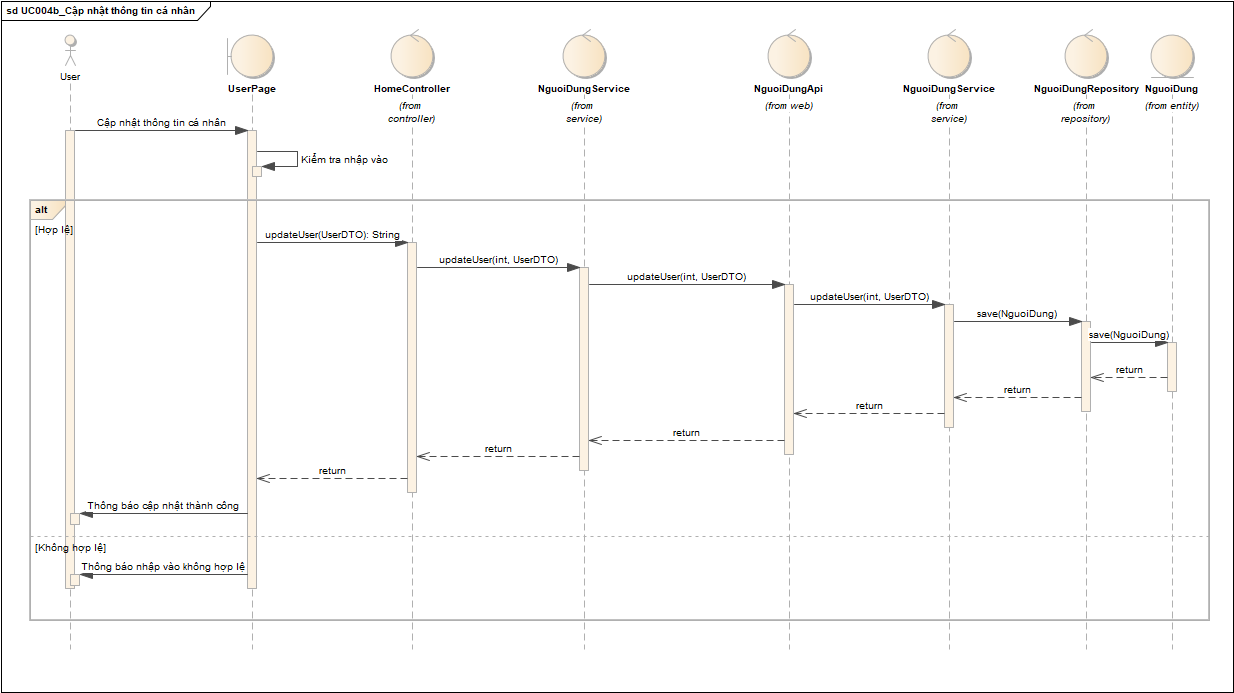 sd UC004b_Cập nhật thông tin cá nhân
User
UserPage
HomeController
(from
controller)
NguoiDungService
(from
service)
NguoiDungApi
(from web)
NguoiDungService
(from
service)
NguoiDungRepository
(from
repository)
NguoiDung
(from entity)
Cập nhật thông tin cá nhân
Kiểm tra nhập vào
alt
[Hợp lệ]
updateUser(UserDTO): String
updateUser(int, UserDTO)
updateUser(int, UserDTO)
updateUser(int, UserDTO)
save(NguoiDung)
save(NguoiDung)
return
return
return
return
return
return
Thông báo cập nhật thành công
[Không hợp lệ]
Thông báo nhập vào không hợp lệ